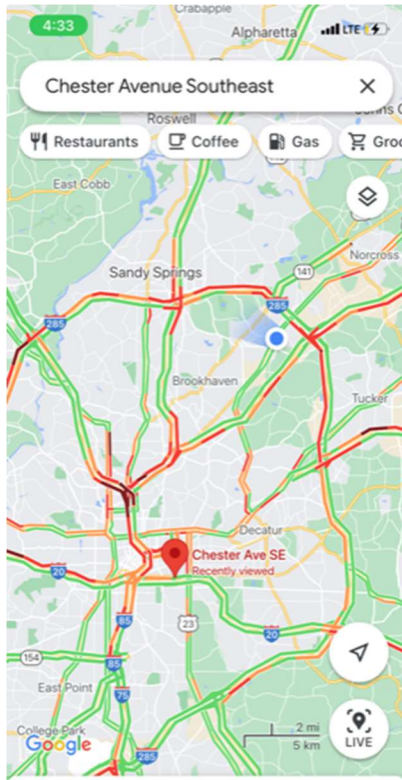 Crabapple
4:33
Alpharetta
LTE
Chester Avenue Southeast
Roswell
Restaurants
Coffee
Gas
Groc
East Cobb
141
Norcross
Sandy Springs
285
285
Brookhaven
Tucker
Decatur
Chester Ave SE
Recently viewed
20
85
23
20
154
85
East Point
75
2 mi
College Park
Google
5 km
LIVE
285